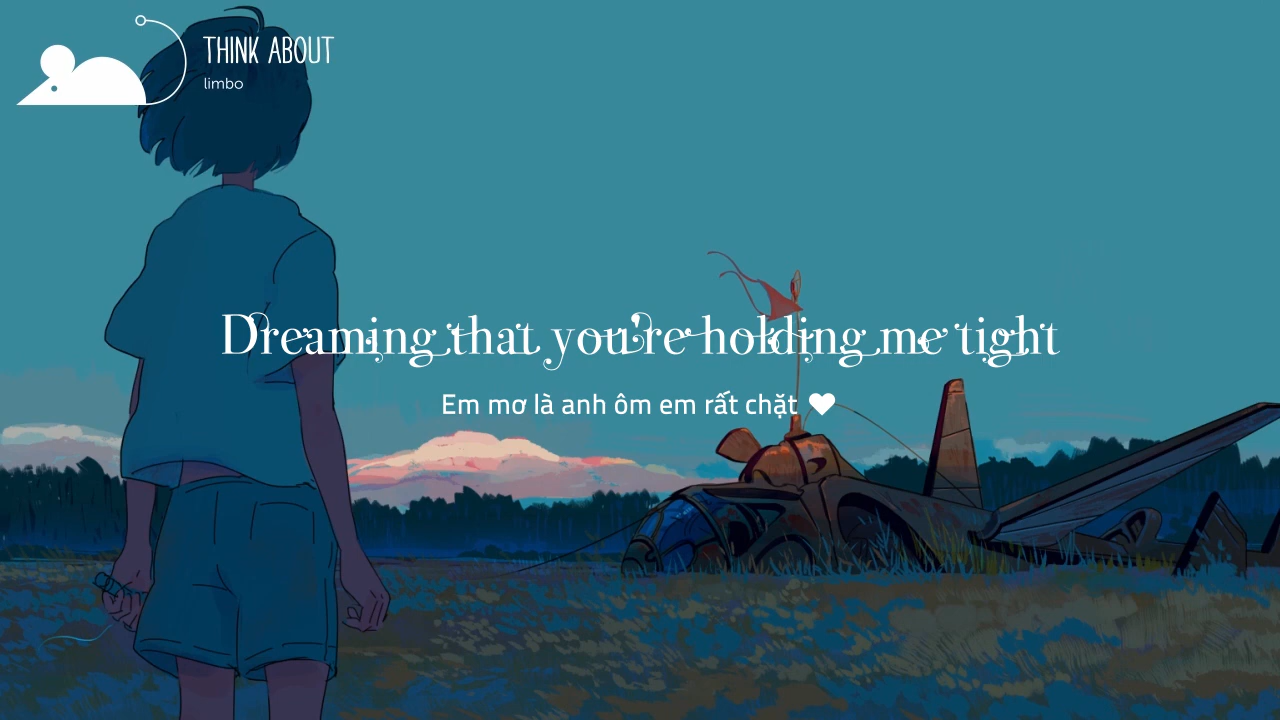 THINK ABOUT
limbo
Dreaming that you're holding me tight
Em mơ là anh ôm em rất chặt ♥